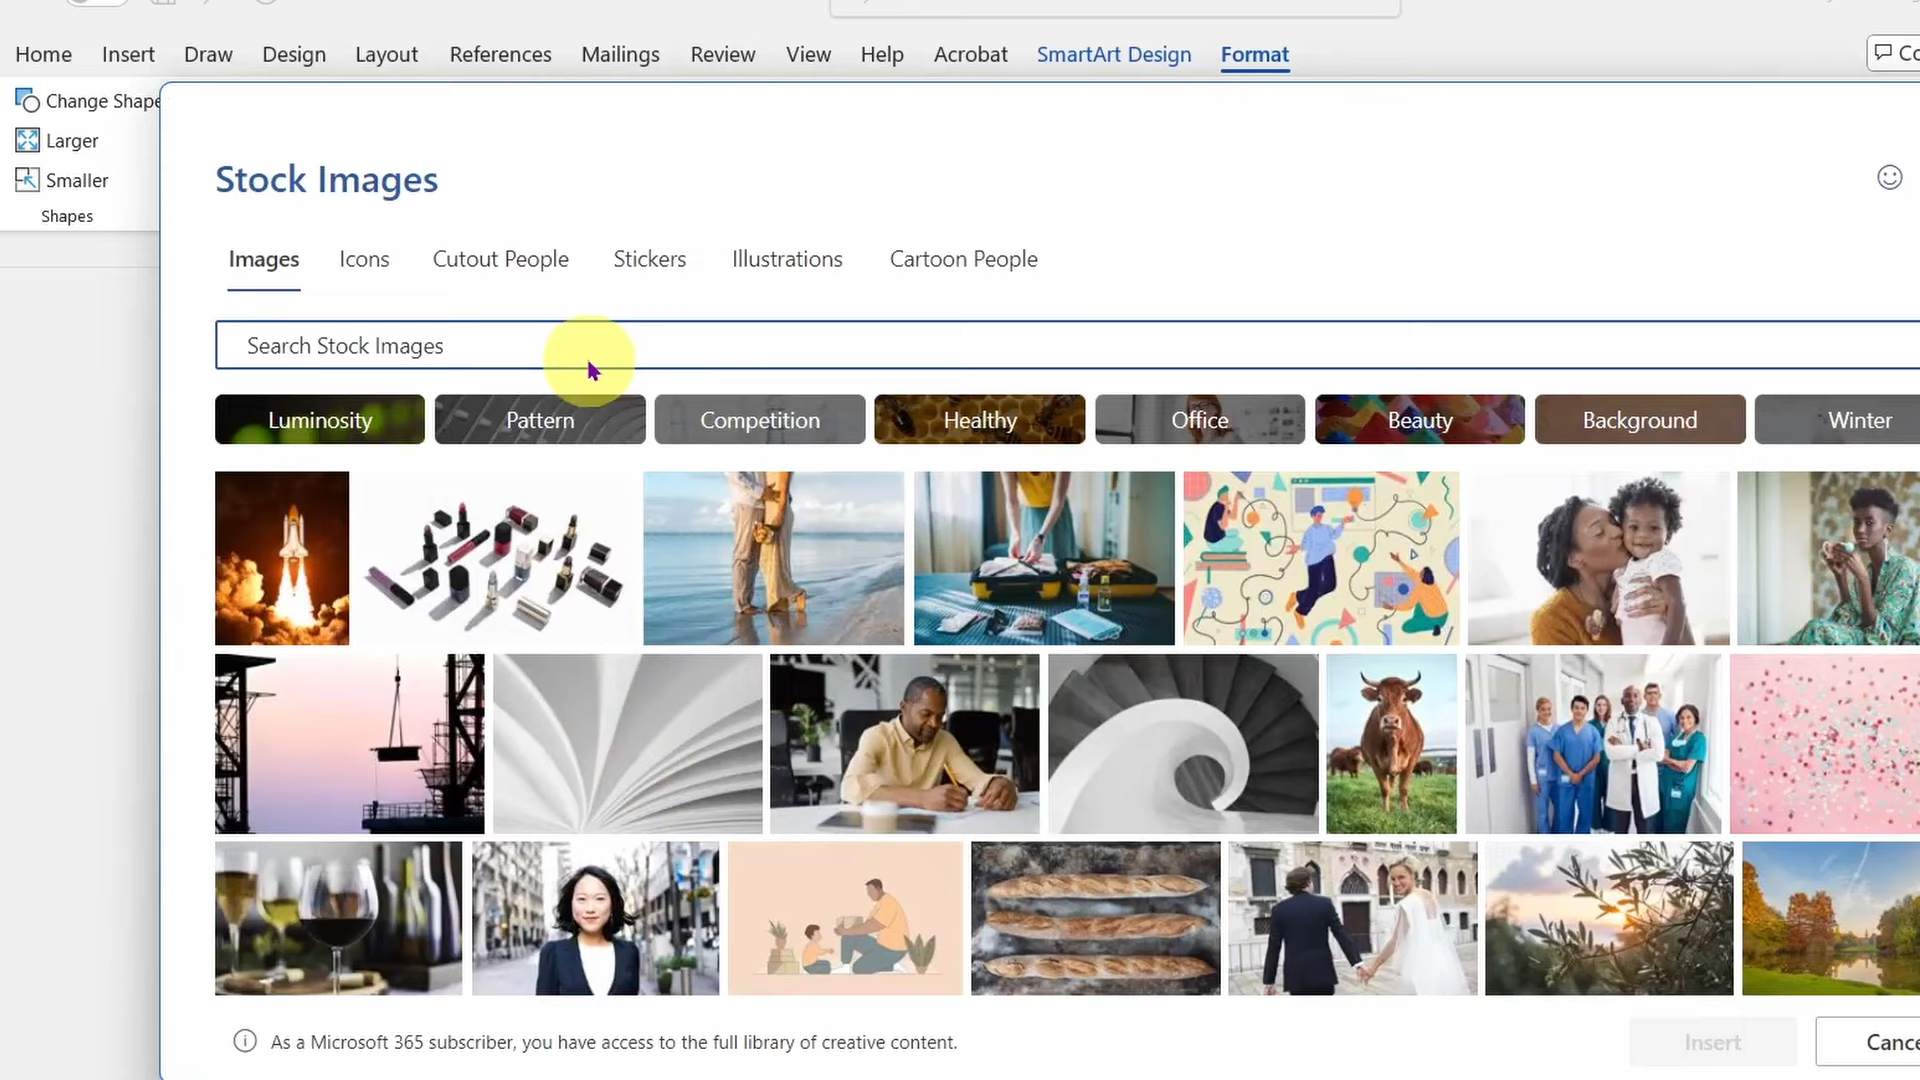 Home Insert Draw Design Layout References Mailings Review View Help Acrobat SmartArt Design Format
Change Shape
Larger
Smaller
Shapes
Stock Images
Images Icons Cutout People Stickers Illustrations Cartoon People
Search Stock Images
Luminosity Pattern Competition Healthy Office Beauty Background Winter
As a Microsoft 365 subscriber, you have access to the full library of creative content.
Insert